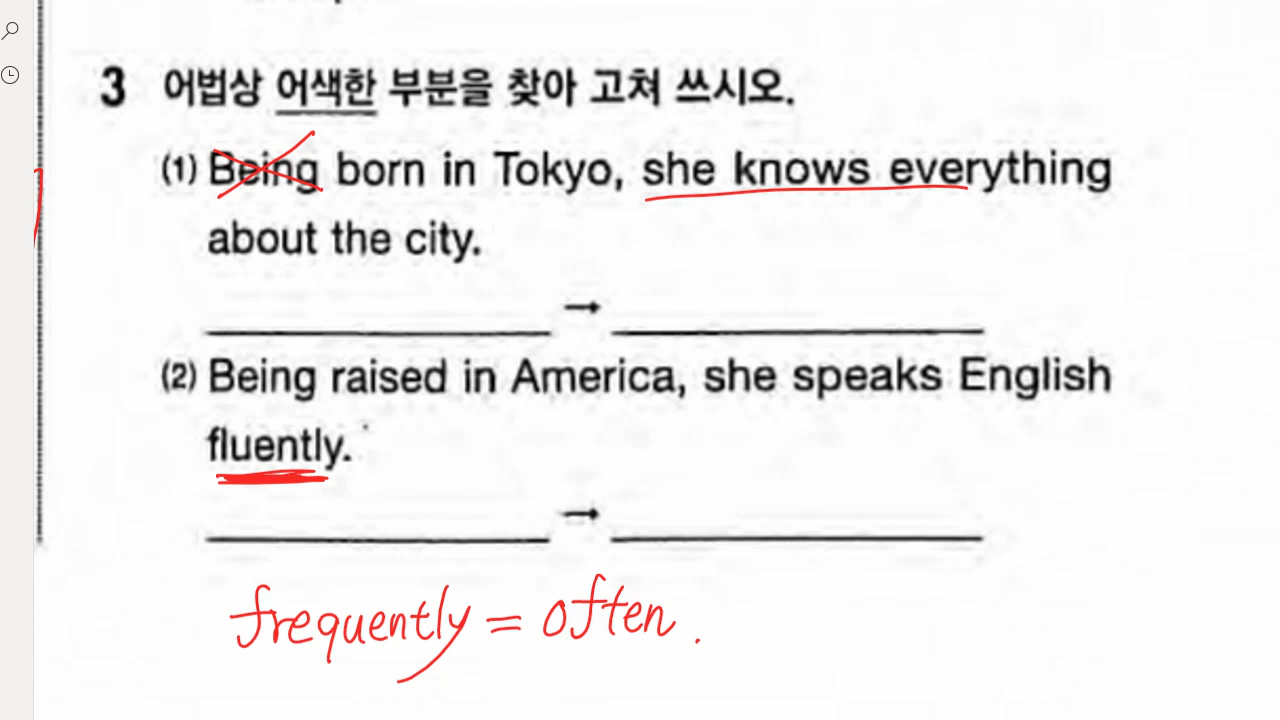 3 어법상 어색한 부분을 찾아 고쳐 쓰시오.
(1) Being born in Tokyo, she knows everything
about the city.
→
(2) Being raised in America, she speaks English
fluently.
→
frequently = often.